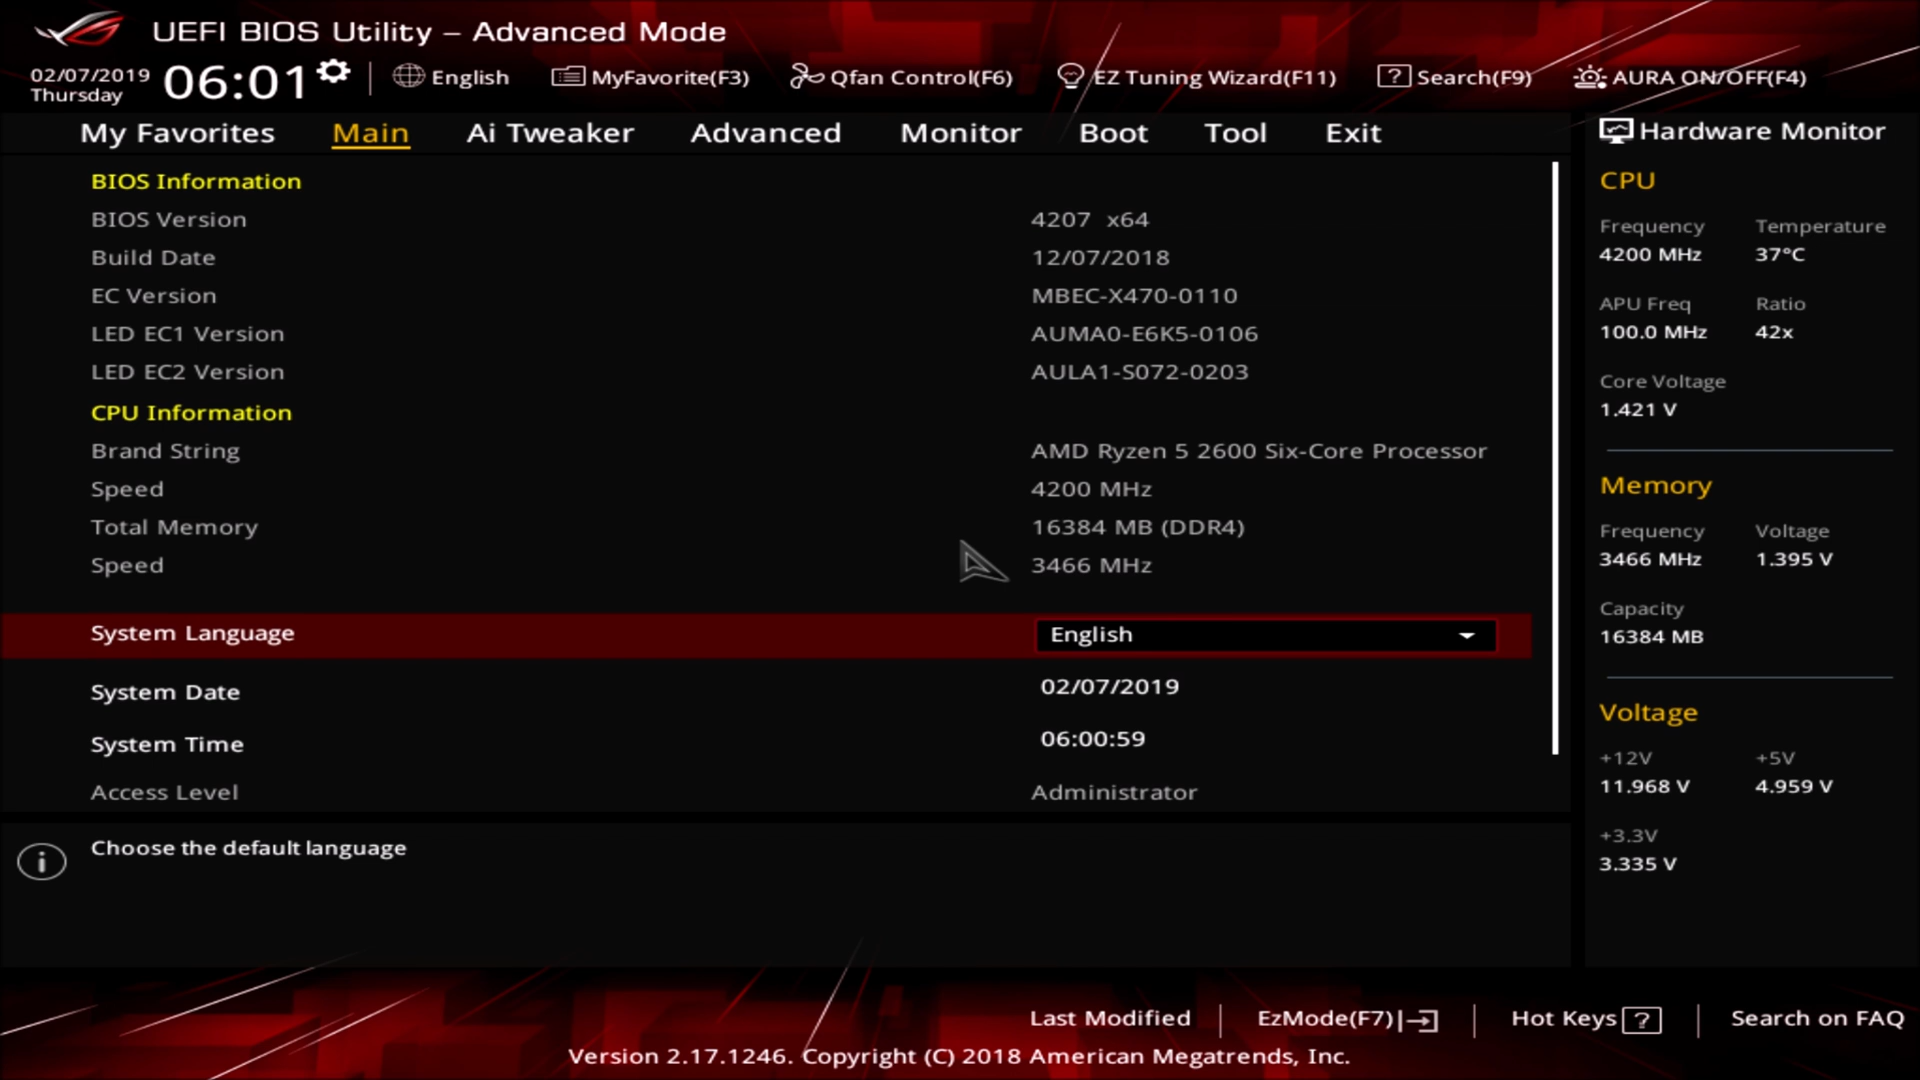 UEFI BIOS Utility – Advanced Mode
02/07/2019
Thursday
06:01
English
MyFavorite(F3)
Qfan Control(F6)
EZ Tuning Wizard(F11)
Search(F9)
AURA ON/OFF(F4)
My Favorites Main Ai Tweaker Advanced Monitor Boot Tool Exit
BIOS Information
BIOS Version 4207 x64
Build Date 12/07/2018
EC Version MBEC-X470-0110
LED EC1 Version AUMA0-E6K5-0106
LED EC2 Version AULA1-S072-0203
CPU Information
Brand String AMD Ryzen 5 2600 Six-Core Processor
Speed 4200 MHz
Total Memory 16384 MB (DDR4)
Speed 3466 MHz
System Language English
System Date 02/07/2019
System Time 06:00:59
Access Level Administrator
Choose the default language
Hardware Monitor
CPU
Frequency Temperature
4200 MHz 37°C
APU Freq Ratio
100.0 MHz 42x
Core Voltage
1.421 V
Memory
Frequency Voltage
3466 MHz 1.395 V
Capacity
16384 MB
Voltage
+12V +5V
11.968 V 4.959 V
+3.3V
3.335 V
Last Modified
EzMode(F7)
Hot Keys ?
Search on FAQ
Version 2.17.1246. Copyright (C) 2018 American Megatrends, Inc.